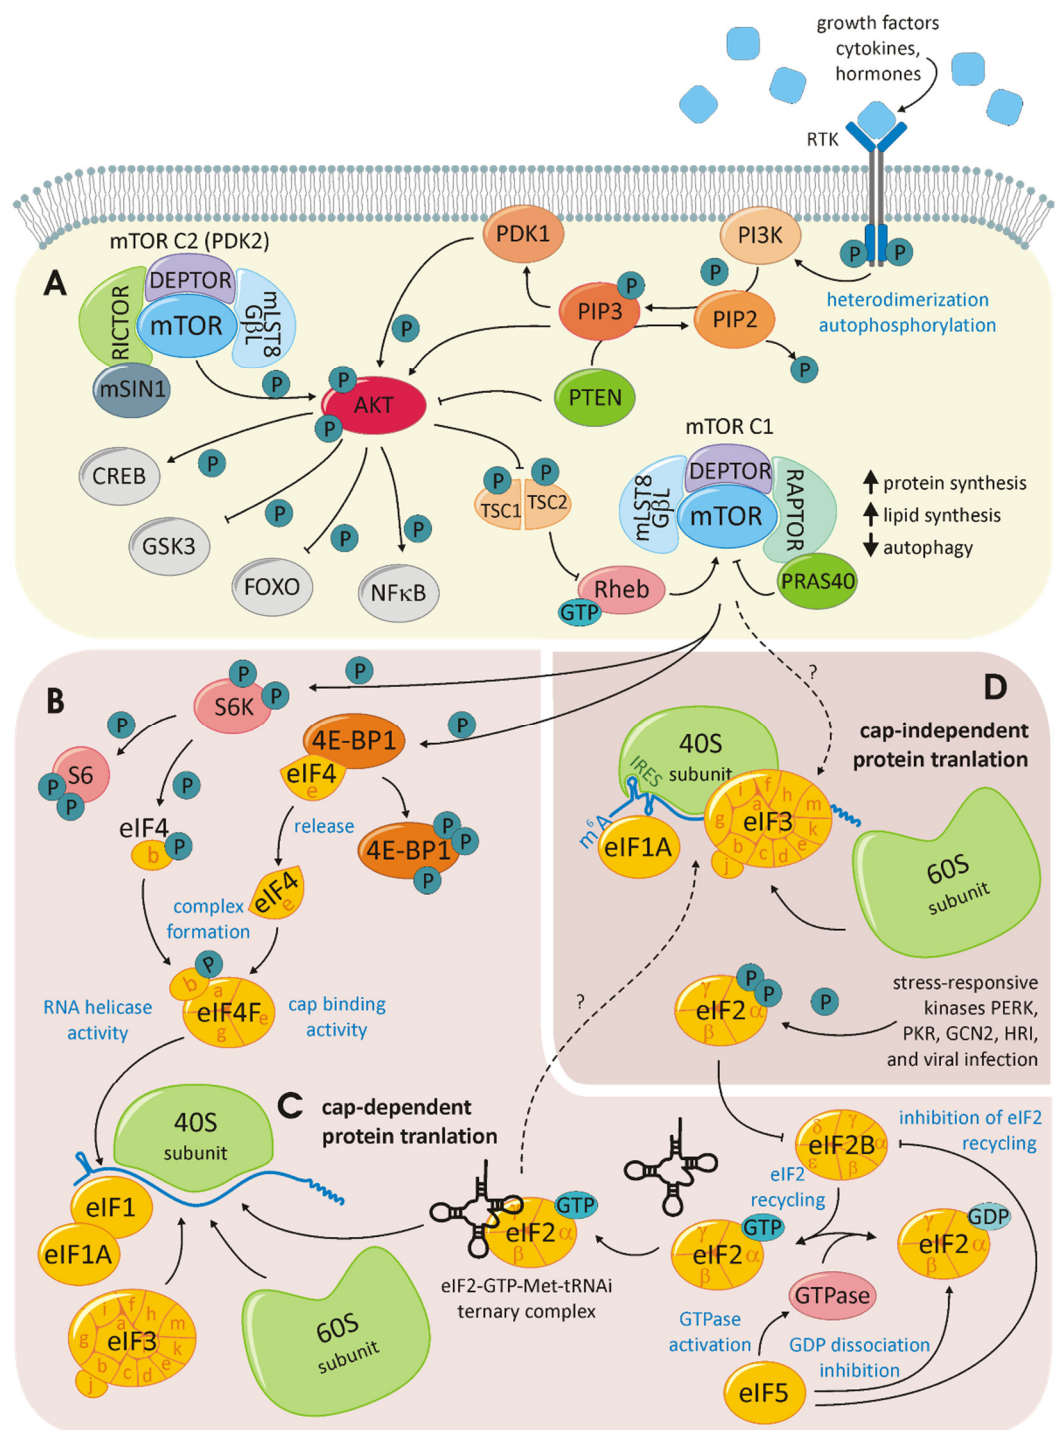 growth factors
cytokines,
hormones
RTK
P
P
heterodimerization
autophosphorylation
A
mTOR C2 (PDK2)
DEPTOR
RICTOR
mTOR
mLST8
GβL
mSIN1
P
PDK1
PI3K
P
P
PIP3
PIP2
P
P
PTEN
P
AKT
P
CREB
P
GSK3
P
FOXO
P
NFκB
P
P
P
TSC1
TSC2
Rheb
GTP
mTOR C1
DEPTOR
mLST8
GβL
mTOR
RAPTOR
PRAS40
protein synthesis
lipid synthesis
autophagy
B
P
P
P
S6K
P
S6
P
P
P
eIF4
b
P
P
4E-BP1
eIF4
e
release
4E-BP1
P
P
P
eIF4
e
complex
formation
P
b
a
eIF4F
e
g
RNA helicase
activity
cap binding
activity
D
?
cap-independent
protein tranlation
40S
subunit
IRES
m6A
eIF1A
i
f
h
m
a
g
eIF3
k
b
c
d
e
j
60S
subunit
P
P
γ
eIF2
α
β
P
stress-responsive
kinases PERK,
PKR, GCN2, HRI,
and viral infection
?
C
cap-dependent
protein tranlation
40S
subunit
eIF1
eIF1A
i
f
h
m
a
g
eIF3
k
b
c
d
e
j
60S
subunit
γ
GTP
eIF2
α
β
eIF2-GTP-Met-tRNAi
ternary complex
δ
γ
eIF2B
α
ε
β
inhibition of eIF2
recycling
eIF2
recycling
GTP
γ
eIF2
α
β
GDP
γ
eIF2
α
β
GTPase
GTPase
activation
GDP dissociation
inhibition
eIF5